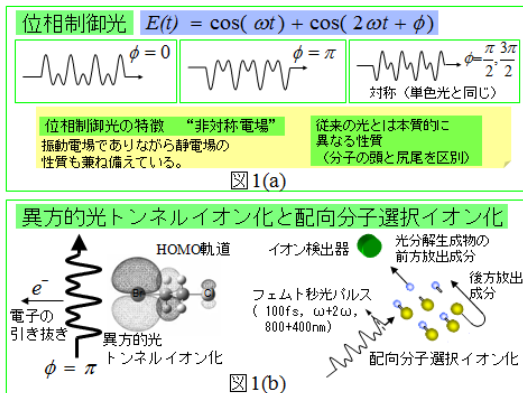 位相制御光 E(t) = cos( ωt) + cos( 2ωt + ϕ)
ϕ = 0
ϕ = π
ϕ= π/2, 3π/2
対称（単色光と同じ）
位相制御光の特徴 “非対称電場”
振動電場でありながら静電場の
性質も兼ね備えている。
従来の光とは本質的に
異なる性質
（分子の頭と尻尾を区別）
図1(a)
異方的光トンネルイオン化と配向分子選択イオン化
HOMO軌道
e−
電子の
引き抜き
ϕ = π
異方的光
トンネルイオン化
イオン検出器
光分解生成物の
前方放出成分
後方放出
成分
フェムト秒光パルス
( 100fs, ω+2ω,
800+400nm)
配向分子選択イオン化
図1(b)